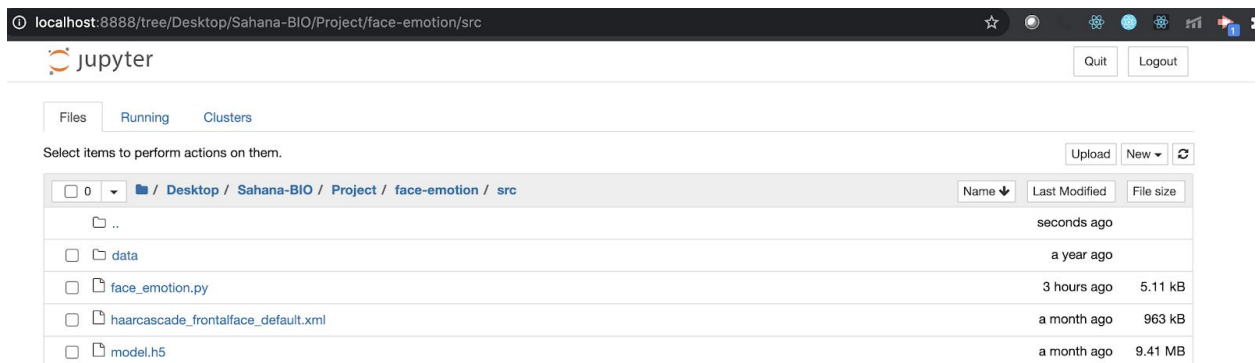 localhost:8888/tree/Desktop/Sahana-BIO/Project/face-emotion/src
1
jupyter
Quit
Logout
Files
Running
Clusters
Select items to perform actions on them.
Upload
New
0
/ Desktop / Sahana-BIO / Project / face-emotion / src
Name
Last Modified
File size
..
seconds ago
data
a year ago
face_emotion.py
3 hours ago
5.11 kB
haarcascade_frontalface_default.xml
a month ago
963 kB
model.h5
a month ago
9.41 MB